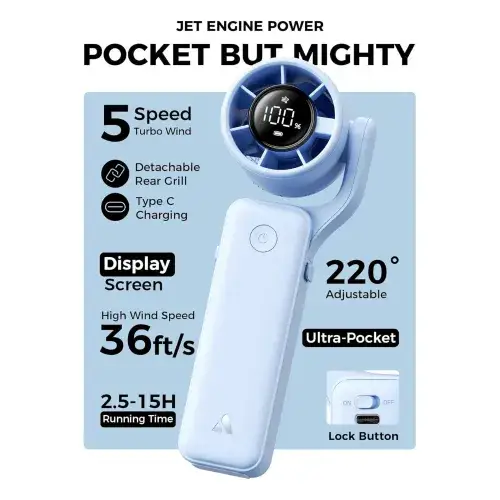 JET ENGINE POWER
POCKET BUT MIGHTY
5 Speed
Turbo Wind
Detachable
Rear Grill
Type C
Charging
100%
Display
Screen
220°
Adjustable
High Wind Speed
36ft/s
Ultra-Pocket
ON OFF
2.5-15H
Running Time
Lock Button